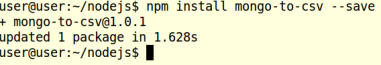 user@user:~/nodejs$ npm install mongo-to-csv --save
+ mongo-to-csv@1.0.1
updated 1 package in 1.628s
user@user:~/nodejs$